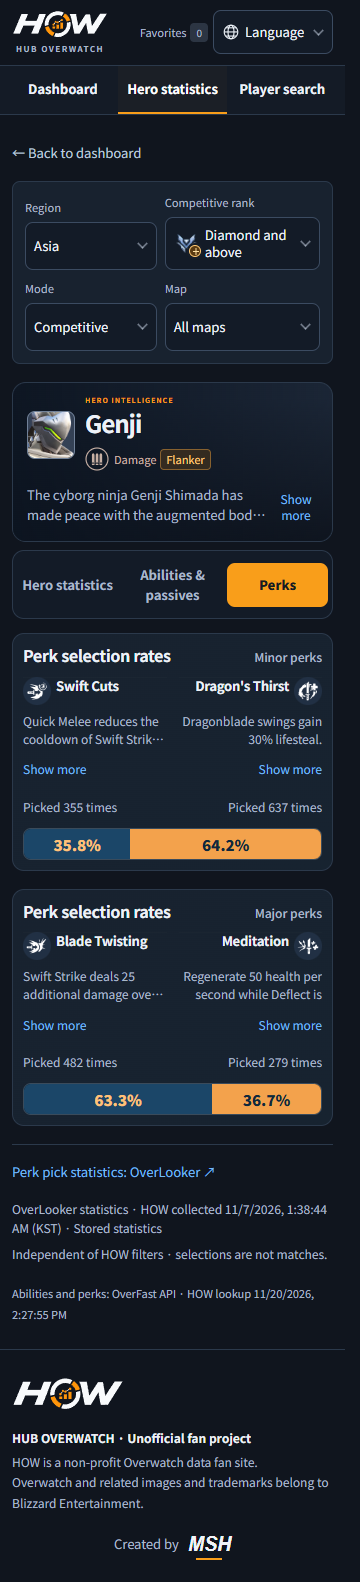 HOW
HUB OVERWATCH
Favorites 0
Language
Dashboard Hero statistics Player search
← Back to dashboard
Region Competitive rank
Asia Diamond and above
Mode Map
Competitive All maps
HERO INTELLIGENCE
Genji
Damage Flanker
The cyborg ninja Genji Shimada has
made peace with the augmented bod…
Show
more
Hero statistics Abilities & passives Perks
Perk selection rates Minor perks
Swift Cuts Dragon's Thirst
Quick Melee reduces the Dragonblade swings gain
cooldown of Swift Strik… 30% lifesteal.
Show more Show more
Picked 355 times Picked 637 times
35.8% 64.2%
Perk selection rates Major perks
Blade Twisting Meditation
Swift Strike deals 25 Regenerate 50 health per
additional damage ove… second while Deflect is
Show more Show more
Picked 482 times Picked 279 times
63.3% 36.7%
Perk pick statistics: OverLooker ↗
OverLooker statistics · HOW collected 11/7/2026, 1:38:44
AM (KST) · Stored statistics
Independent of HOW filters · selections are not matches.
Abilities and perks: OverFast API · HOW lookup 11/20/2026,
2:27:55 PM
HOW
HUB OVERWATCH · Unofficial fan project
HOW is a non-profit Overwatch data fan site.
Overwatch and related images and trademarks belong to
Blizzard Entertainment.
Created by MSH